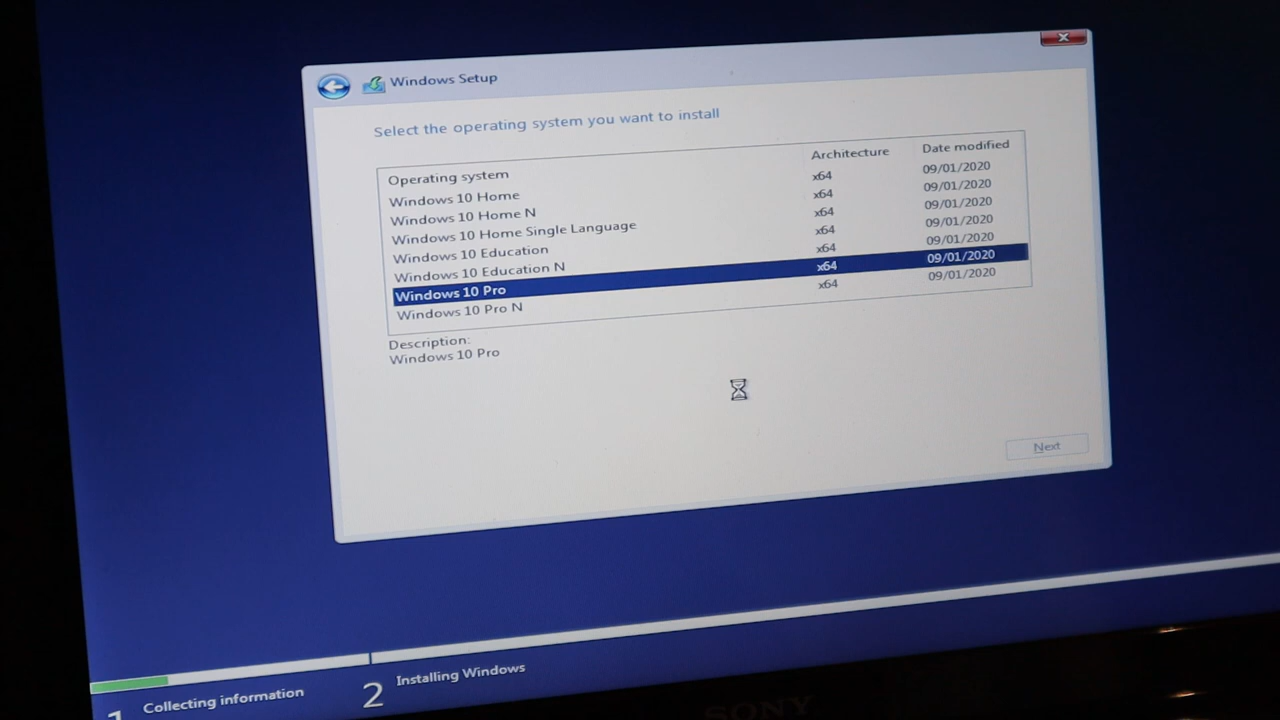 Windows Setup
Select the operating system you want to install
Operating system Architecture Date modified
Windows 10 Home x64 09/01/2020
Windows 10 Home N x64 09/01/2020
Windows 10 Home Single Language x64 09/01/2020
Windows 10 Education x64 09/01/2020
Windows 10 Education N x64 09/01/2020
Windows 10 Pro x64 09/01/2020
Windows 10 Pro N x64 09/01/2020
Description:
Windows 10 Pro
Next
1 Collecting information 2 Installing Windows
SONY